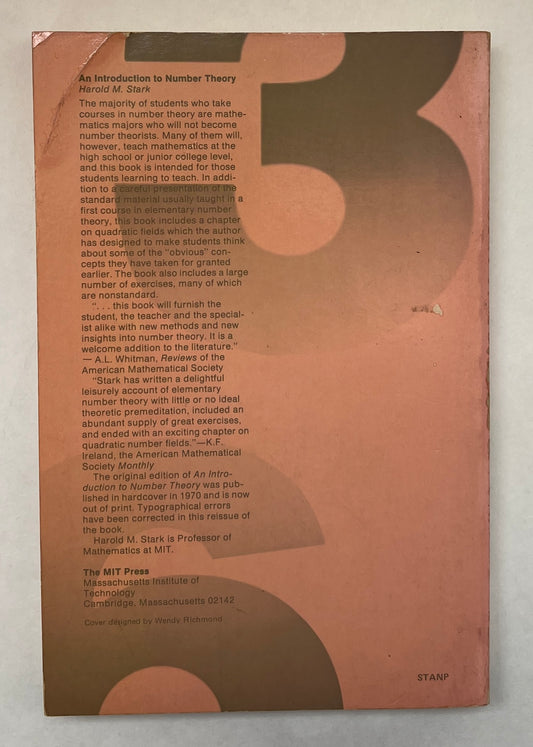 An Introduction to Number Theory
Harold M. Stark
The majority of students who take
courses in number theory are mathe-
matics majors who will not become
number theorists. Many of them will,
however, teach mathematics at the
high school or junior college level,
and this book is intended for those
students learning to teach. In addi-
tion to a careful presentation of the
standard material usually taught in a
first course in elementary number
theory, this book includes a chapter
on quadratic fields which the author
has designed to make students think
about some of the "obvious" con-
cepts they have taken for granted
earlier. The book also includes a large
number of exercises, many of which
are nonstandard.
". . . this book will furnish the
student, the teacher and the special-
ist alike with new methods and new
insights into number theory. It is a
welcome addition to the literature."
— A.L. Whitman, Reviews of the
American Mathematical Society
"Stark has written a delightful
leisurely account of elementary
number theory with little or no ideal
theoretic premeditation, included an
abundant supply of great exercises,
and ended with an exciting chapter on
quadratic number fields."—K.F.
Ireland, the American Mathematical
Society Monthly
The original edition of An Intro-
duction to Number Theory was pub-
lished in hardcover in 1970 and is now
out of print. Typographical errors
have been corrected in this reissue of
the book.
Harold M. Stark is Professor of
Mathematics at MIT.
The MIT Press
Massachusetts Institute of
Technology
Cambridge, Massachusetts 02142
Cover designed by Wendy Richmond
STANP
3